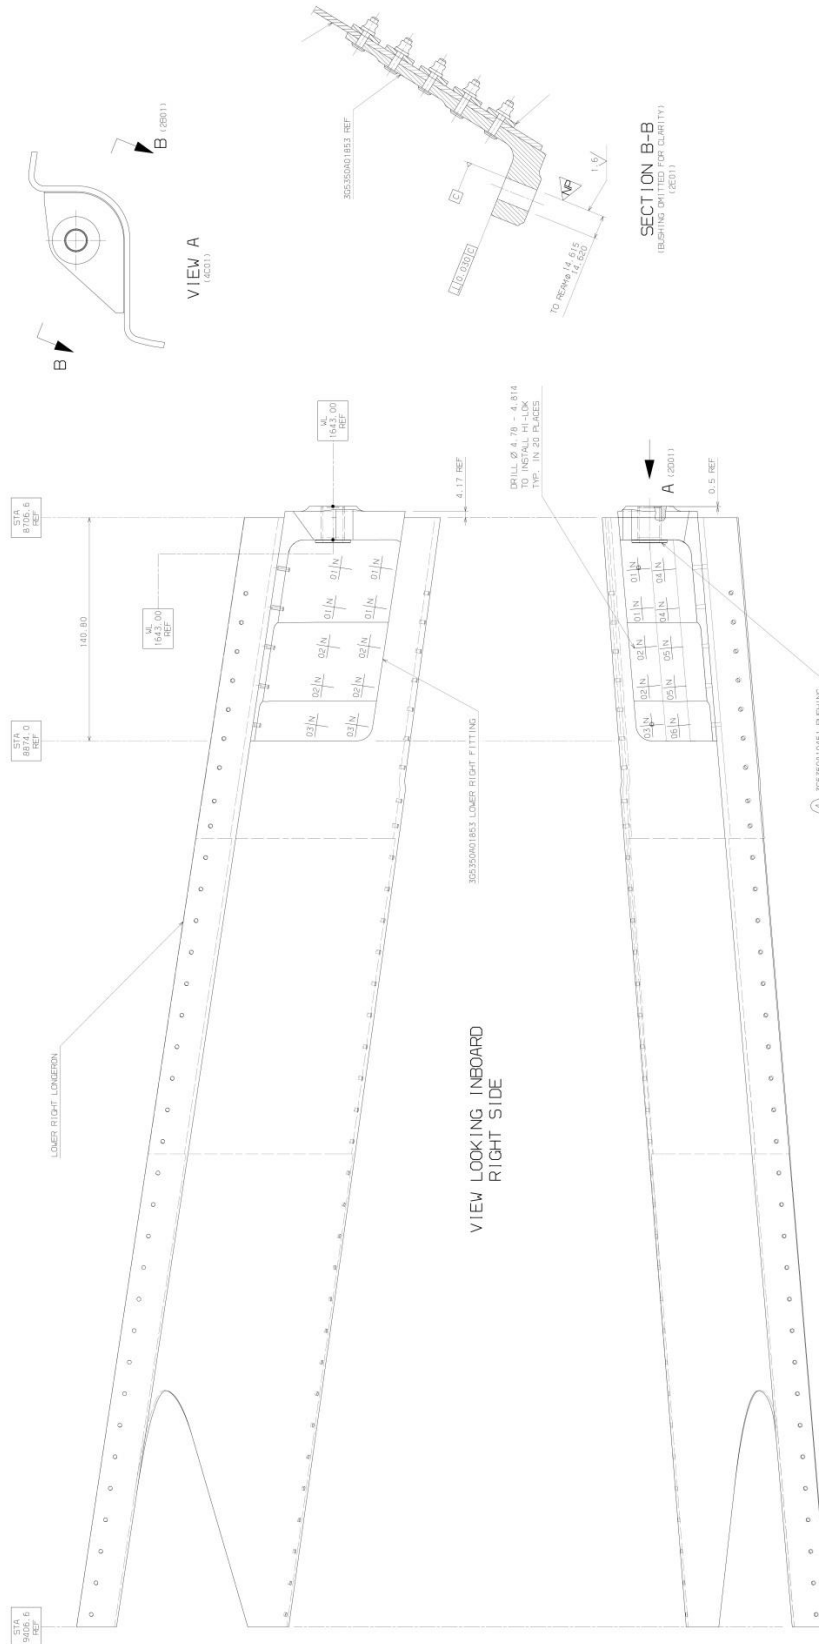 B (2B01)
B
VIEW A
(4C01)
3G5350A01853 REF
C
⟂ 0.030 C
1.6
TO REAM ø 14.615
14.620
SECTION B-B
(BUSHING OMITTED FOR CLARITY)
(2E01)
STA
8706.6
REF
140.80
STA
8874.0
REF
WL
1643.00
REF
WL
1643.00
REF
4.17 REF
DRILL Ø 4.78 - 4.814
TO INSTALL HI-LOK
TYP. IN 20 PLACES
A (2D01)
0.5 REF
01 N
01 N
01 N
01 N
02 N
02 N
02 N
02 N
03 N
03 N
01 N
04 N
01 N
04 N
02 N
05 N
02 N
05 N
03 N
06 N
3G5350A01853 LOWER RIGHT FITTING
LOWER RIGHT LONGERON
VIEW LOOKING INBOARD
RIGHT SIDE
STA
9406.6
REF